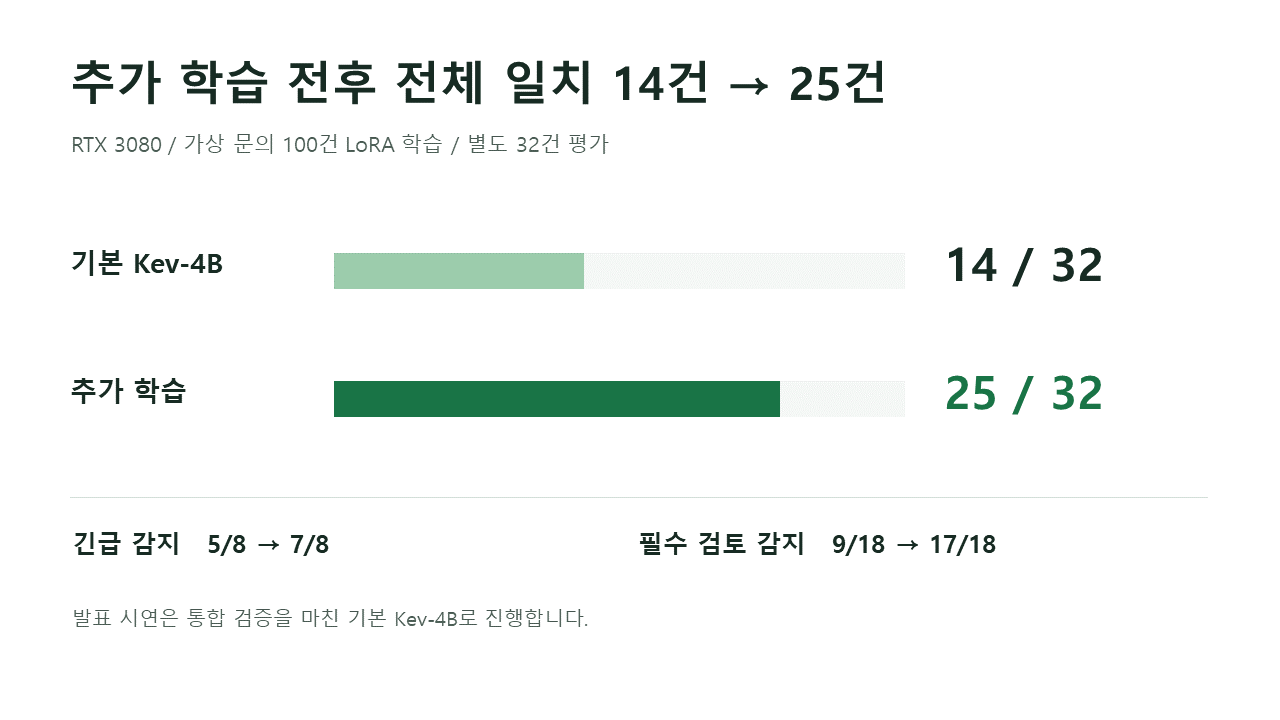 추가 학습 전후 전체 일치 14건 → 25건
RTX 3080 / 가상 문의 100건 LoRA 학습 / 별도 32건 평가
기본 Kev-4B 14 / 32
추가 학습 25 / 32
긴급 감지 5/8 → 7/8 필수 검토 감지 9/18 → 17/18
발표 시연은 통합 검증을 마친 기본 Kev-4B로 진행합니다.